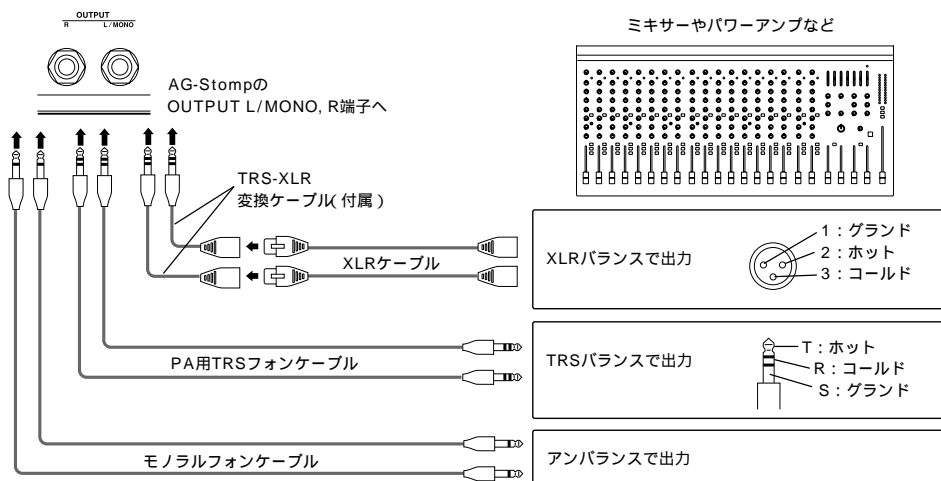 OUTPUT
R L/MONO
ミキサーやパワーアンプなど
AG-Stompの
OUTPUT L/MONO, R端子へ
TRS-XLR
変換ケーブル(付属)
XLRケーブル
XLRバランスで出力
1:グランド
2:ホット
3:コールド
PA用TRSフォンケーブル
TRSバランスで出力
T:ホット
R:コールド
S:グランド
モノラルフォンケーブル
アンバランスで出力